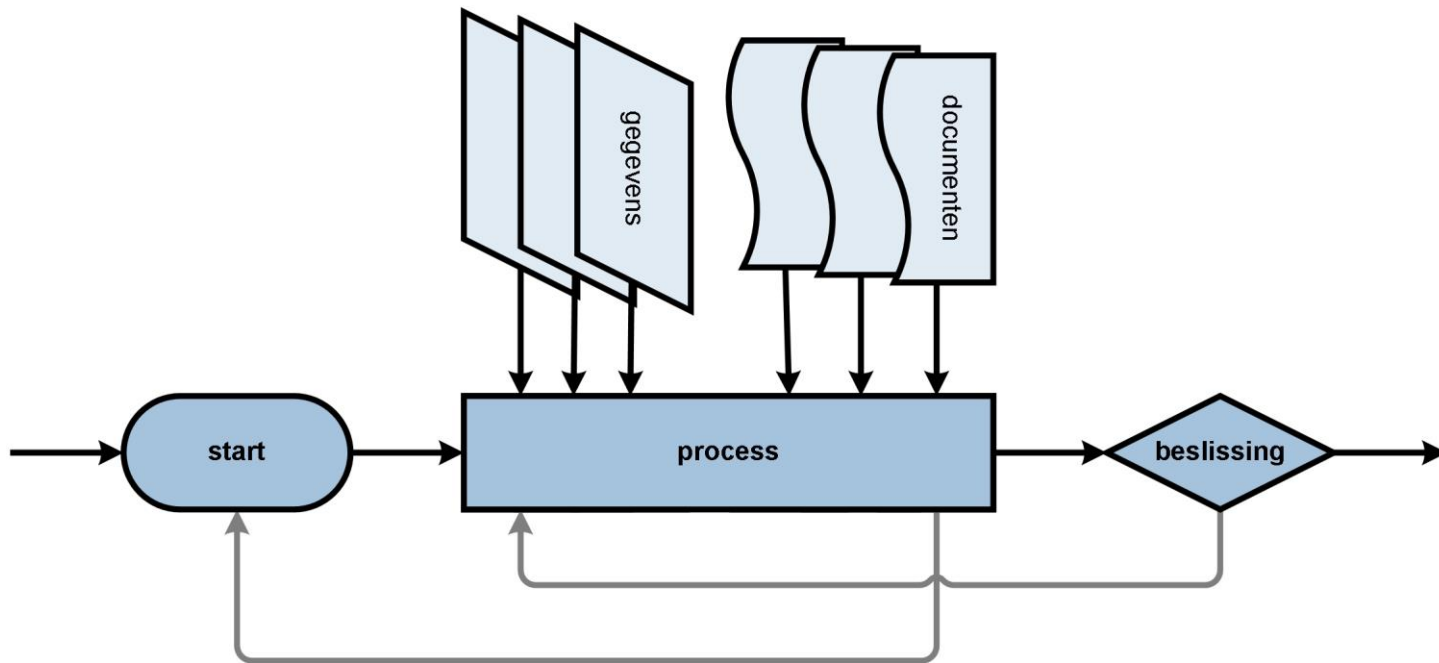 gegevens
documenten
start
process
beslissing